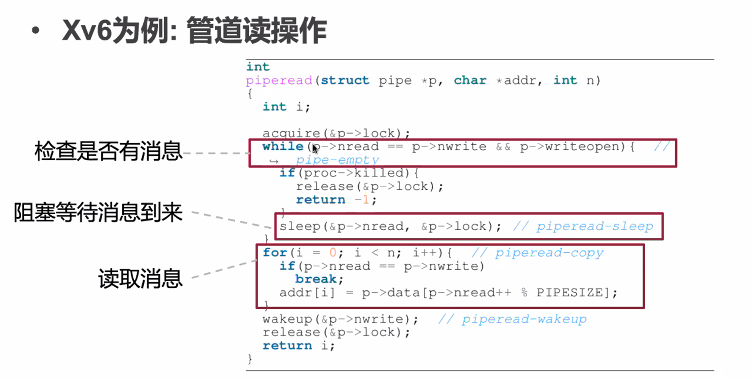 • Xv6为例: 管道读操作
int
piperead(struct pipe *p, char *addr, int n)
{
int i;
acquire(&p->lock);
检查是否有消息
while(p->nread == p->nwrite && p->writeopen){ //
↪ pipe-empty
if(proc->killed){
release(&p->lock);
return -1;
}
阻塞等待消息到来
sleep(&p->nread, &p->lock); // piperead-sleep
}
读取消息
for(i = 0; i < n; i++){ // piperead-copy
if(p->nread == p->nwrite)
break;
addr[i] = p->data[p->nread++ % PIPESIZE];
}
wakeup(&p->nwrite); // piperead-wakeup
release(&p->lock);
return i;
}